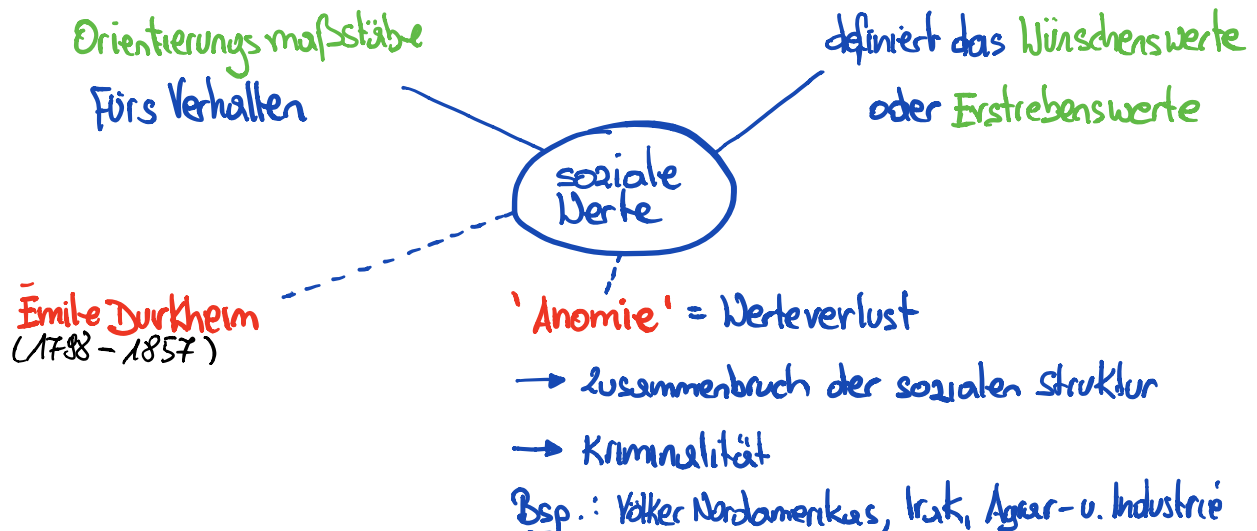 Orientierungsmaßstäbe
fürs Verhalten
definiert das Wünschenswerte
oder Erstrebenswerte
soziale
Werte
Émile Durkheim
(1798 - 1857)
'Anomie' = Werteverlust
→ Zusammenbruch der sozialen Struktur
→ Kriminalität
Bsp.: Völker Nordamerikas, Irak, Agrar- u. Industrie